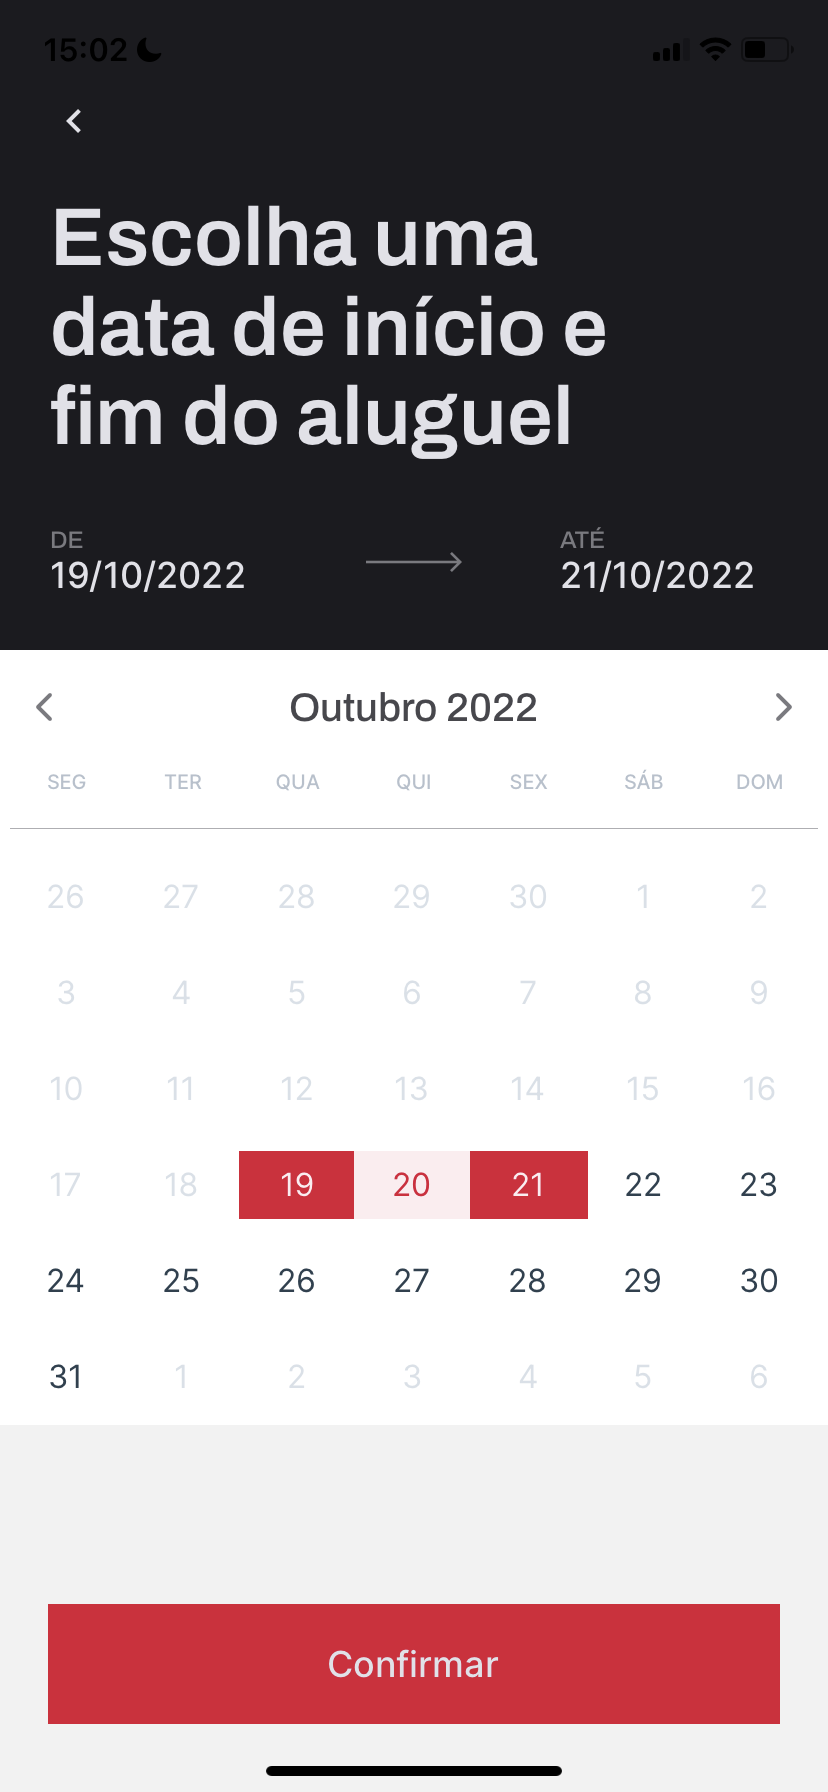 15:02
Escolha uma
data de início e
fim do aluguel
DE
19/10/2022
ATÉ
21/10/2022
Outubro 2022
SEG TER QUA QUI SEX SÁB DOM
26 27 28 29 30 1 2
3 4 5 6 7 8 9
10 11 12 13 14 15 16
17 18 19 20 21 22 23
24 25 26 27 28 29 30
31 1 2 3 4 5 6
Confirmar